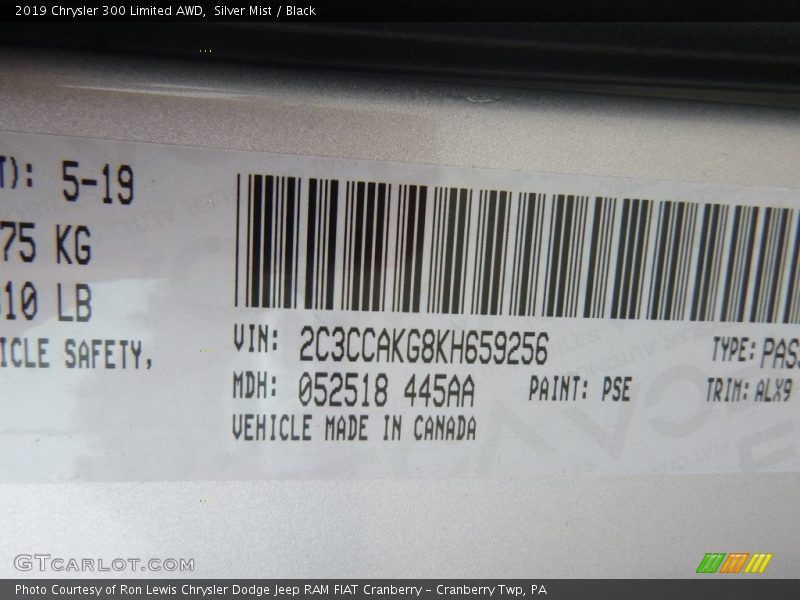 2019 Chrysler 300 Limited AWD, Silver Mist / Black
T): 5-19
75 KG
10 LB
ICLE SAFETY,
VIN: 2C3CCAKG8KH659256 TYPE: PASS
MDH: 052518 445AA PAINT: PSE TRIM: ALX9
VEHICLE MADE IN CANADA
GTCARLOT.COM
Photo Courtesy of Ron Lewis Chrysler Dodge Jeep RAM FIAT Cranberry – Cranberry Twp, PA